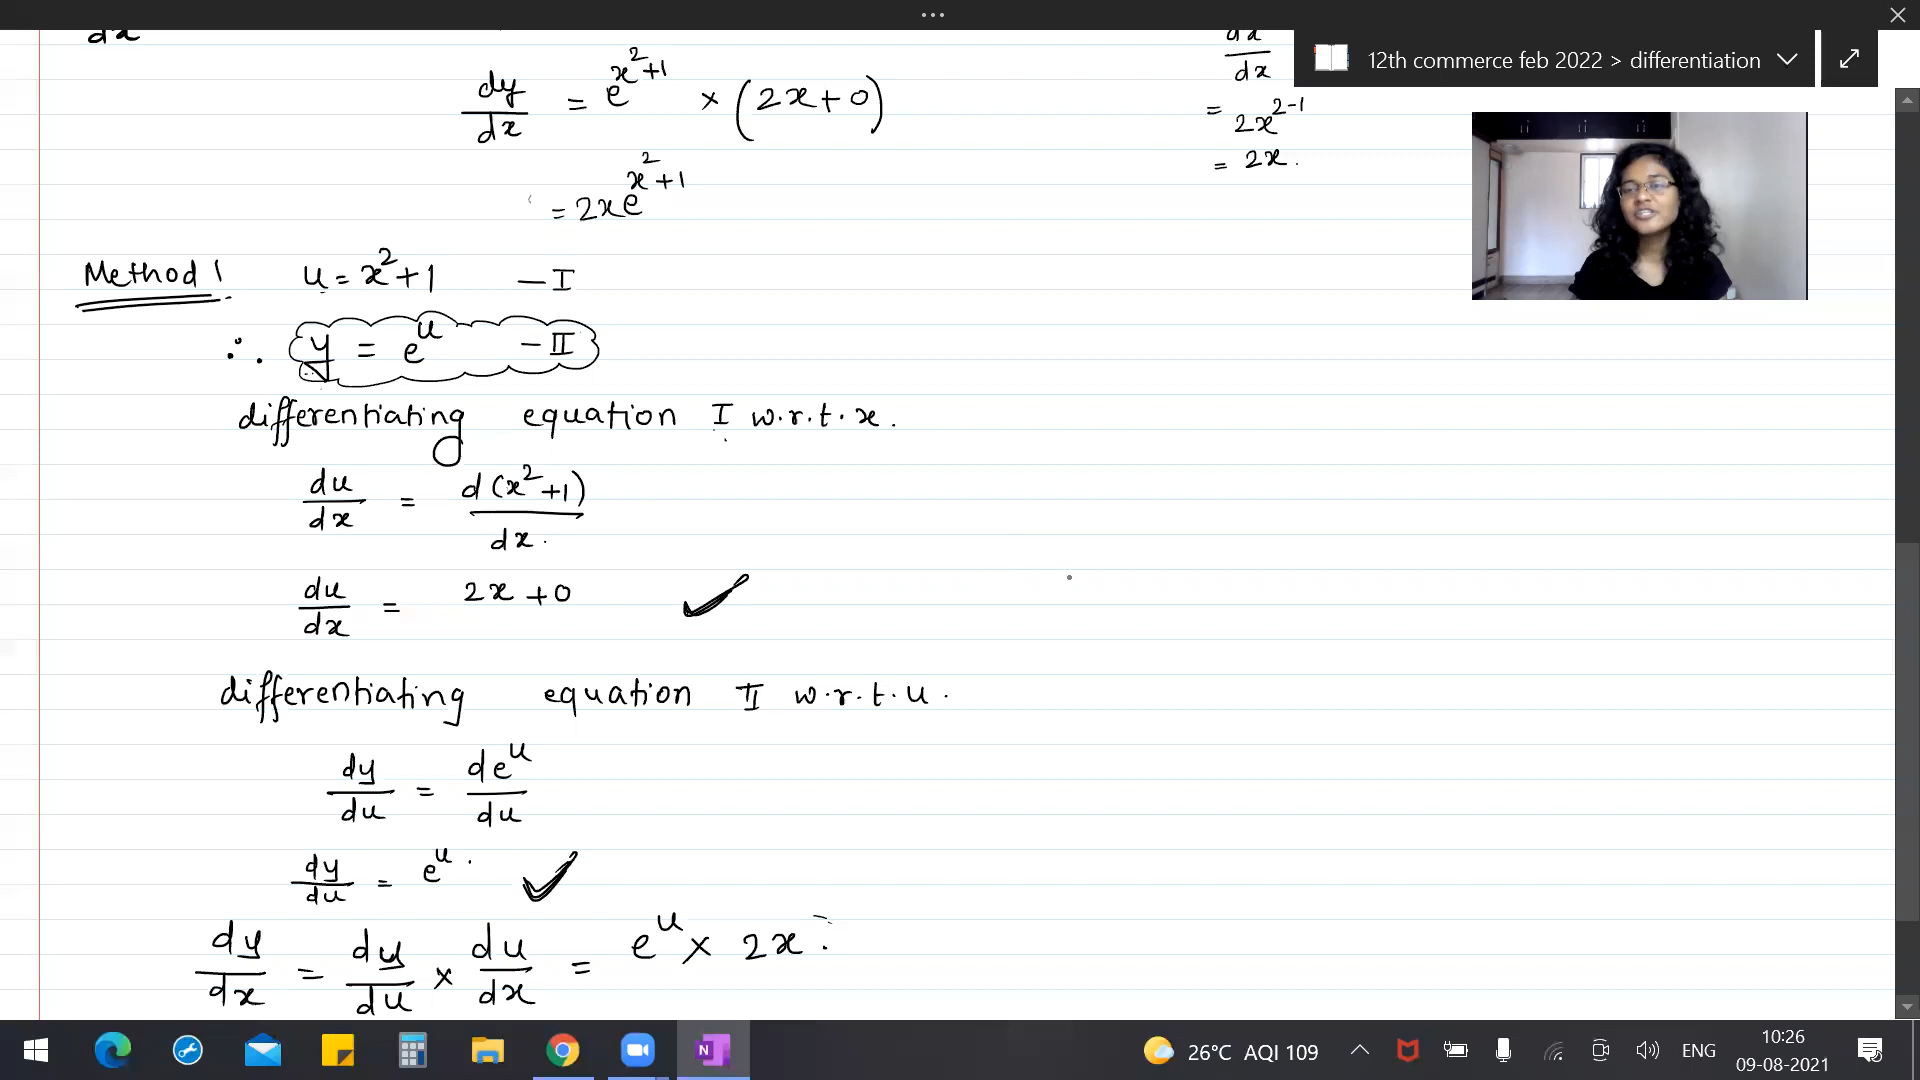 12th commerce feb 2022 > differentiation
dx
dy/dx = e^(x²+1) × (2x+0)
= 2xe^(x²+1)
dx
= 2x^(2-1)
= 2x.
Method 1 u = x²+1 - I
∴ y = e^u - II
differentiating equation I w.r.t. x.
du/dx = d(x²+1)/dx.
du/dx = 2x+0 ✓
differentiating equation II w.r.t. u.
dy/du = de^u/du
dy/du = e^u. ✓
dy/dx = dy/du × du/dx = e^u × 2x
N
26°C AQI 109
ENG
10:26
09-08-2021